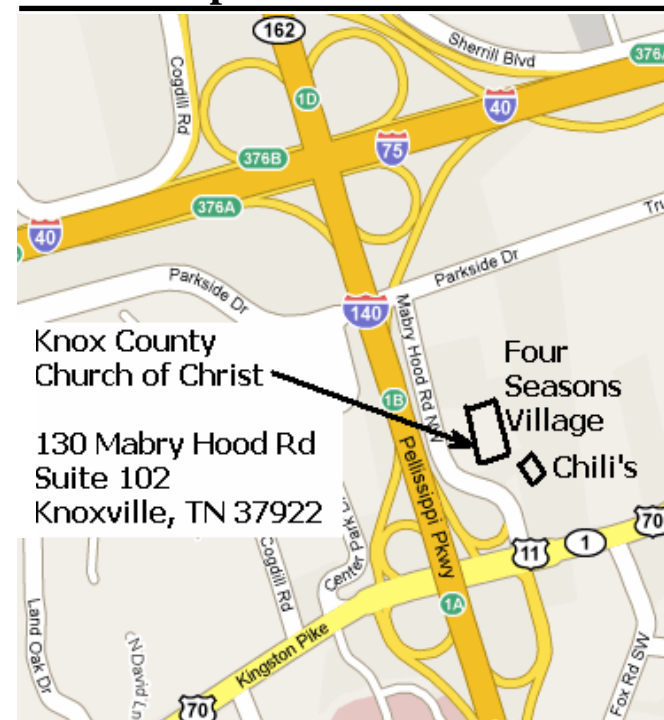 162
Sherrill Blvd
376A
Cogdill Rd
1D
40
376B
75
376A
40
Parkside Dr
Parkside Dr
140
Mabry Hood Rd NW
Knox County
Church of Christ
130 Mabry Hood Rd
Suite 102
Knoxville, TN 37922
Four
Seasons
Village
Chili's
1B
Pellissippi Pkwy
70
11
1
Center Park Dr
Cogdill Rd
1A
Land Oak Dr
N David Ln
Kingston Pike
70
Fox Rd SW